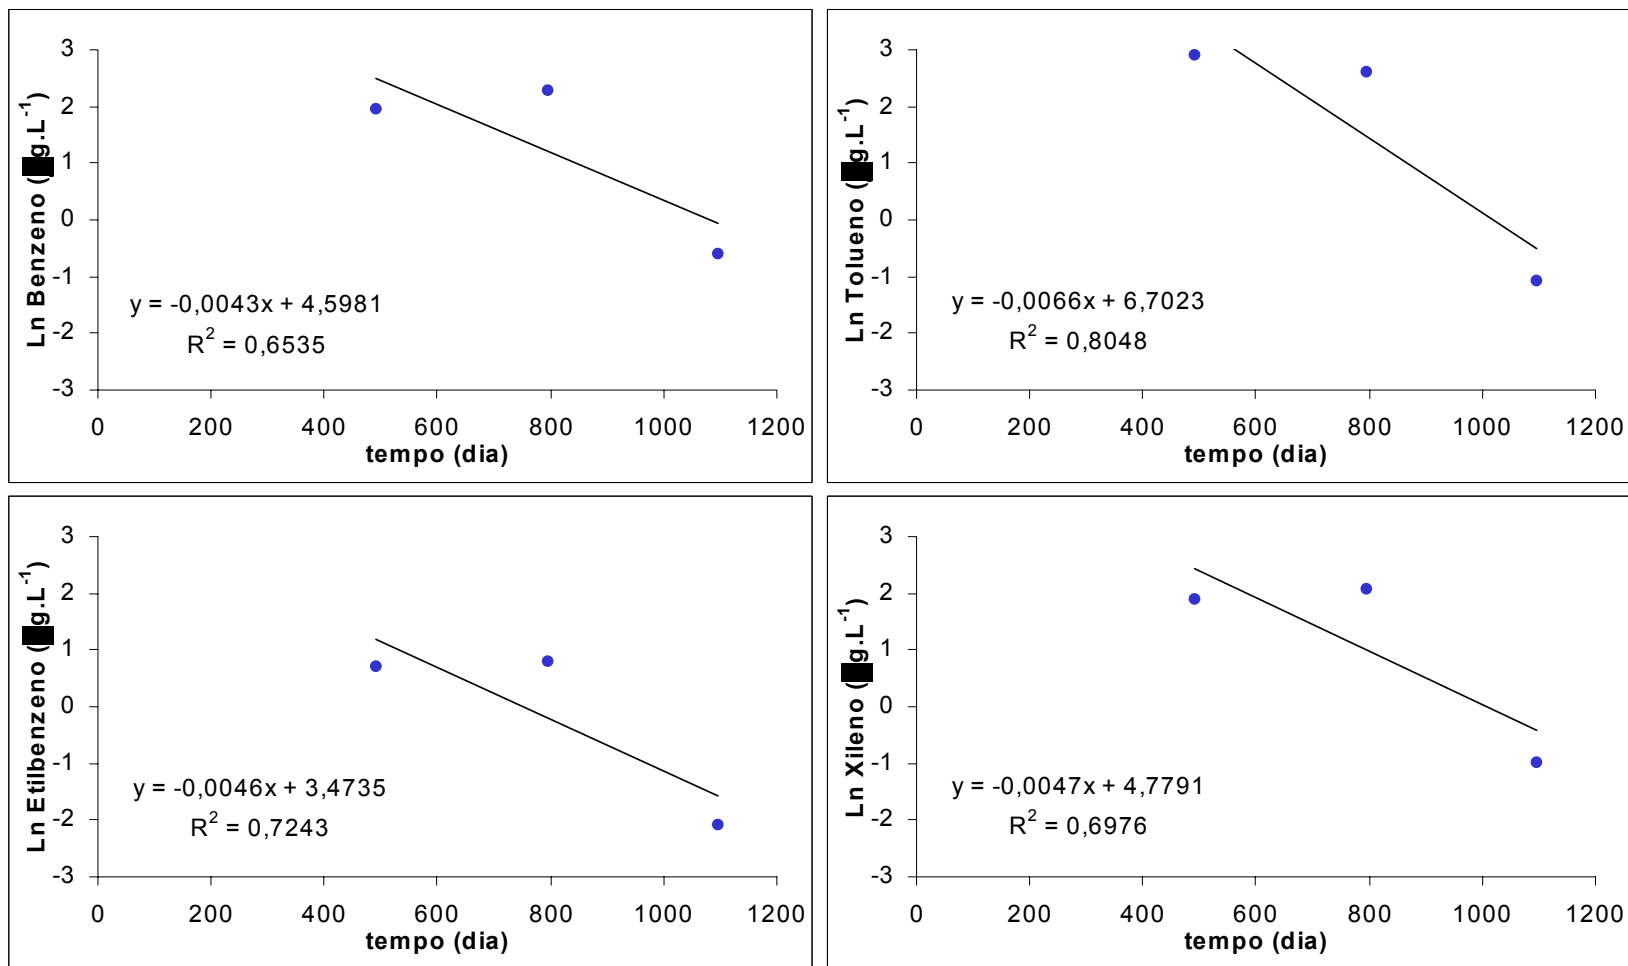 Ln Benzeno ( g.L-1)
3
2
1
0
-1
-2
-3
y = -0,0043x + 4,5981
R2 = 0,6535
0 200 400 600 800 1000 1200
tempo (dia)
Ln Tolueno ( g.L-1)
3
2
1
0
-1
-2
-3
y = -0,0066x + 6,7023
R2 = 0,8048
0 200 400 600 800 1000 1200
tempo (dia)
Ln Etilbenzeno ( g.L-1)
3
2
1
0
-1
-2
-3
y = -0,0046x + 3,4735
R2 = 0,7243
0 200 400 600 800 1000 1200
tempo (dia)
Ln Xileno ( g.L-1)
3
2
1
0
-1
-2
-3
y = -0,0047x + 4,7791
R2 = 0,6976
0 200 400 600 800 1000 1200
tempo (dia)